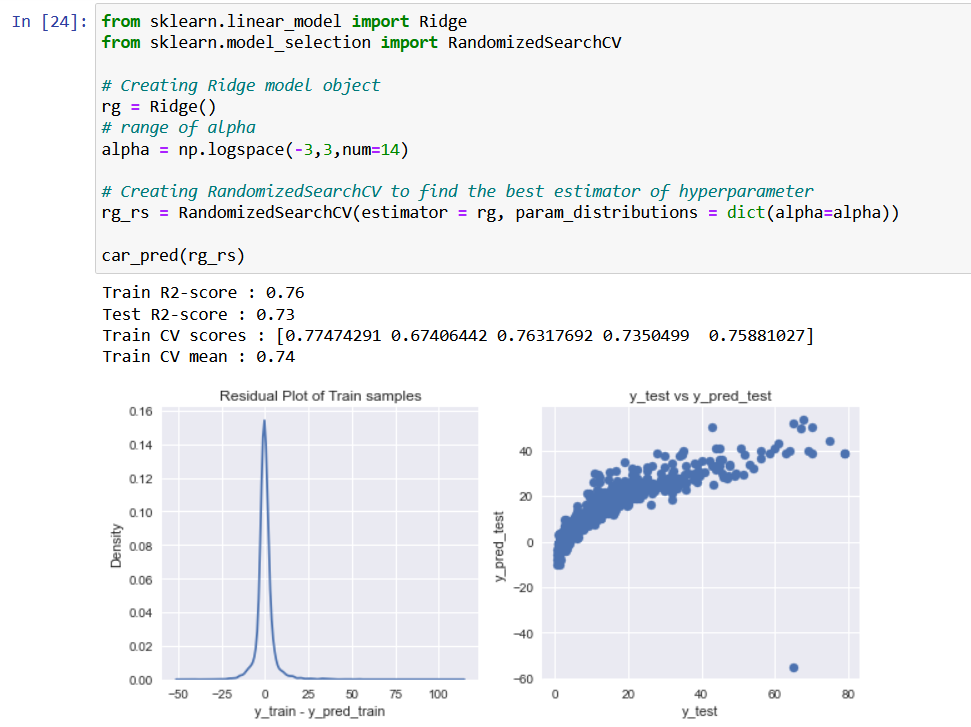 In [24]:
from sklearn.linear_model import Ridge
from sklearn.model_selection import RandomizedSearchCV
# Creating Ridge model object
rg = Ridge()
# range of alpha
alpha = np.logspace(-3,3,num=14)
# Creating RandomizedSearchCV to find the best estimator of hyperparameter
rg_rs = RandomizedSearchCV(estimator = rg, param_distributions = dict(alpha=alpha))
car_pred(rg_rs)
Train R2-score : 0.76
Test R2-score : 0.73
Train CV scores : [0.77474291 0.67406442 0.76317692 0.7350499  0.75881027]
Train CV mean : 0.74
Residual Plot of Train samples
0.16
0.14
0.12
0.10
0.08
0.06
0.04
0.02
0.00
Density
−50 −25 0 25 50 75 100
y_train - y_pred_train
y_test vs y_pred_test
40
20
0
−20
−40
−60
y_pred_test
0 20 40 60 80
y_test